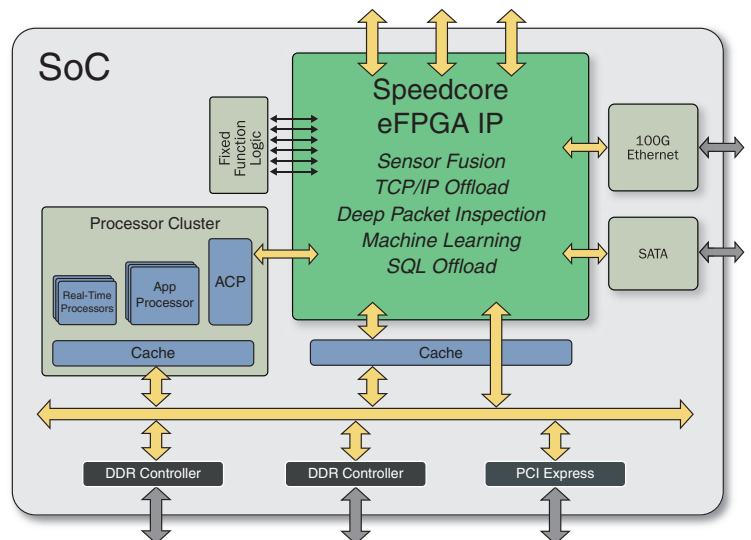 SoC
Speedcore
eFPGA IP
Sensor Fusion
TCP/IP Offload
Deep Packet Inspection
Machine Learning
SQL Offload
Fixed
Function
Logic
100G
Ethernet
Processor Cluster
ACP
App
Processor
Real-Time
Processors
Cache
SATA
Cache
DDR Controller
DDR Controller
PCI Express